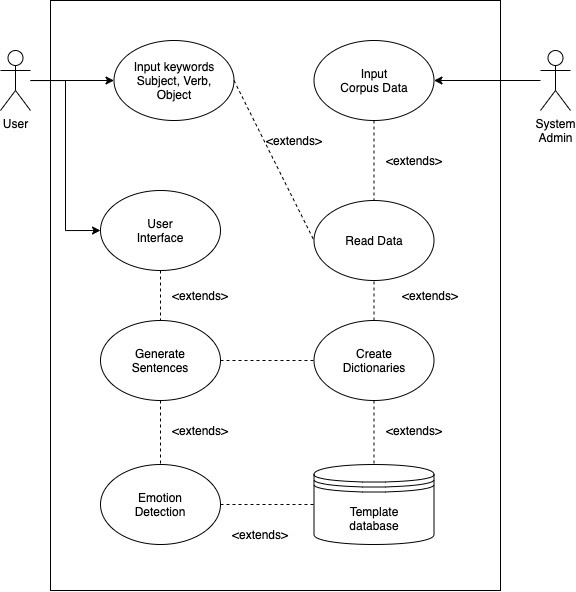 Input keywords
Subject, Verb,
Object
Input
Corpus Data
User
System
Admin
<extends>
<extends>
User
Interface
Read Data
<extends>
<extends>
Generate
Sentences
Create
Dictionaries
<extends>
<extends>
Emotion
Detection
Template
database
<extends>